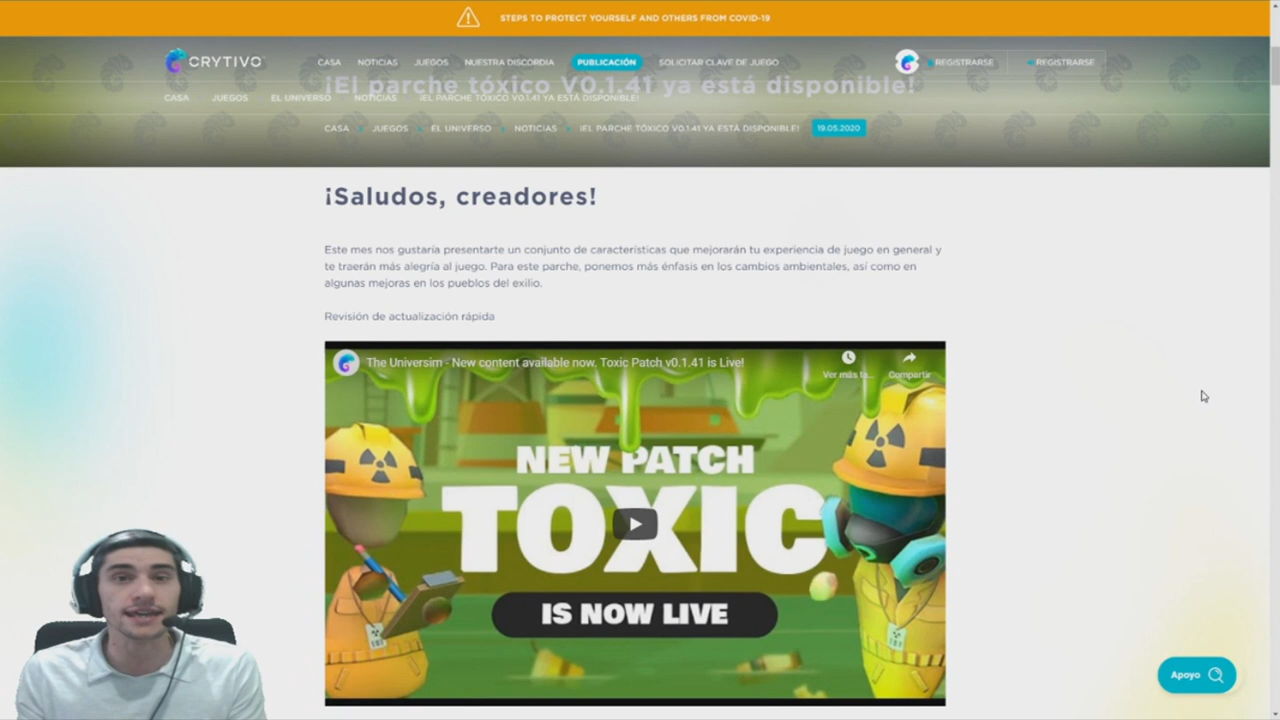 STEPS TO PROTECT YOURSELF AND OTHERS FROM COVID-19
CRYTIVO
CASA NOTICIAS JUEGOS NUESTRA DISCORDIA PUBLICACIÓN SOLICITAR CLAVE DE JUEGO REGISTRARSE REGISTRARSE
¡El parche tóxico V0.1.41 ya está disponible!
CASA JUEGOS EL UNIVERSO NOTICIAS ¡EL PARCHE TÓXICO V0.1.41 YA ESTÁ DISPONIBLE!
CASA JUEGOS EL UNIVERSO NOTICIAS ¡EL PARCHE TÓXICO V0.1.41 YA ESTÁ DISPONIBLE! 19.05.2020
¡Saludos, creadores!
Este mes nos gustaría presentarte un conjunto de características que mejorarán tu experiencia de juego en general y
te traerán más alegría al juego. Para este parche, ponemos más énfasis en los cambios ambientales, así como en
algunas mejoras en los pueblos del exilio.
Revisión de actualización rápida
The Universim - New content available now. Toxic Patch v0.1.41 is Live!
Ver más ta... Compartir
NEW PATCH
TOXIC
IS NOW LIVE
Apoyo